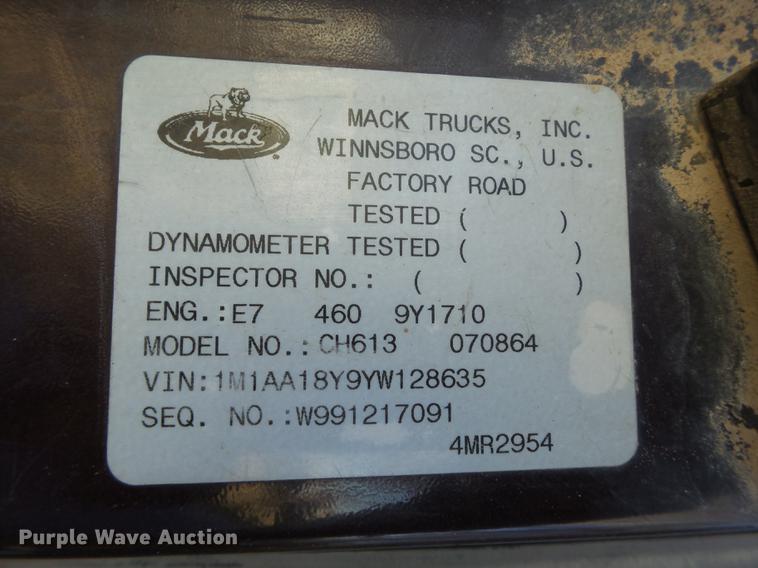 Mack
MACK TRUCKS, INC.
WINNSBORO SC., U.S.
FACTORY ROAD
TESTED ( )
DYNAMOMETER TESTED ( )
INSPECTOR NO.: ( )
ENG.:E7 460 9Y1710
MODEL NO.:CH613 070864
VIN:1M1AA18Y9YW128635
SEQ. NO.:W991217091
4MR2954
Purple Wave Auction